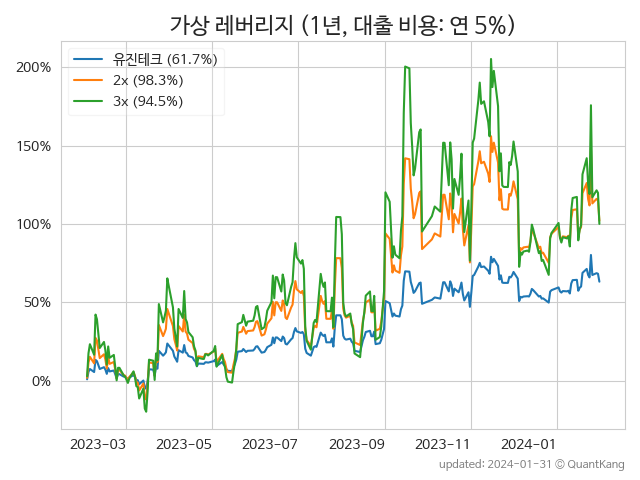 가상 레버리지 (1년, 대출 비용: 연 5%)
유진테크 (61.7%)
2x (98.3%)
3x (94.5%)
200%
150%
100%
50%
0%
2023-03 2023-05 2023-07 2023-09 2023-11 2024-01
updated: 2024-01-31 © QuantKang